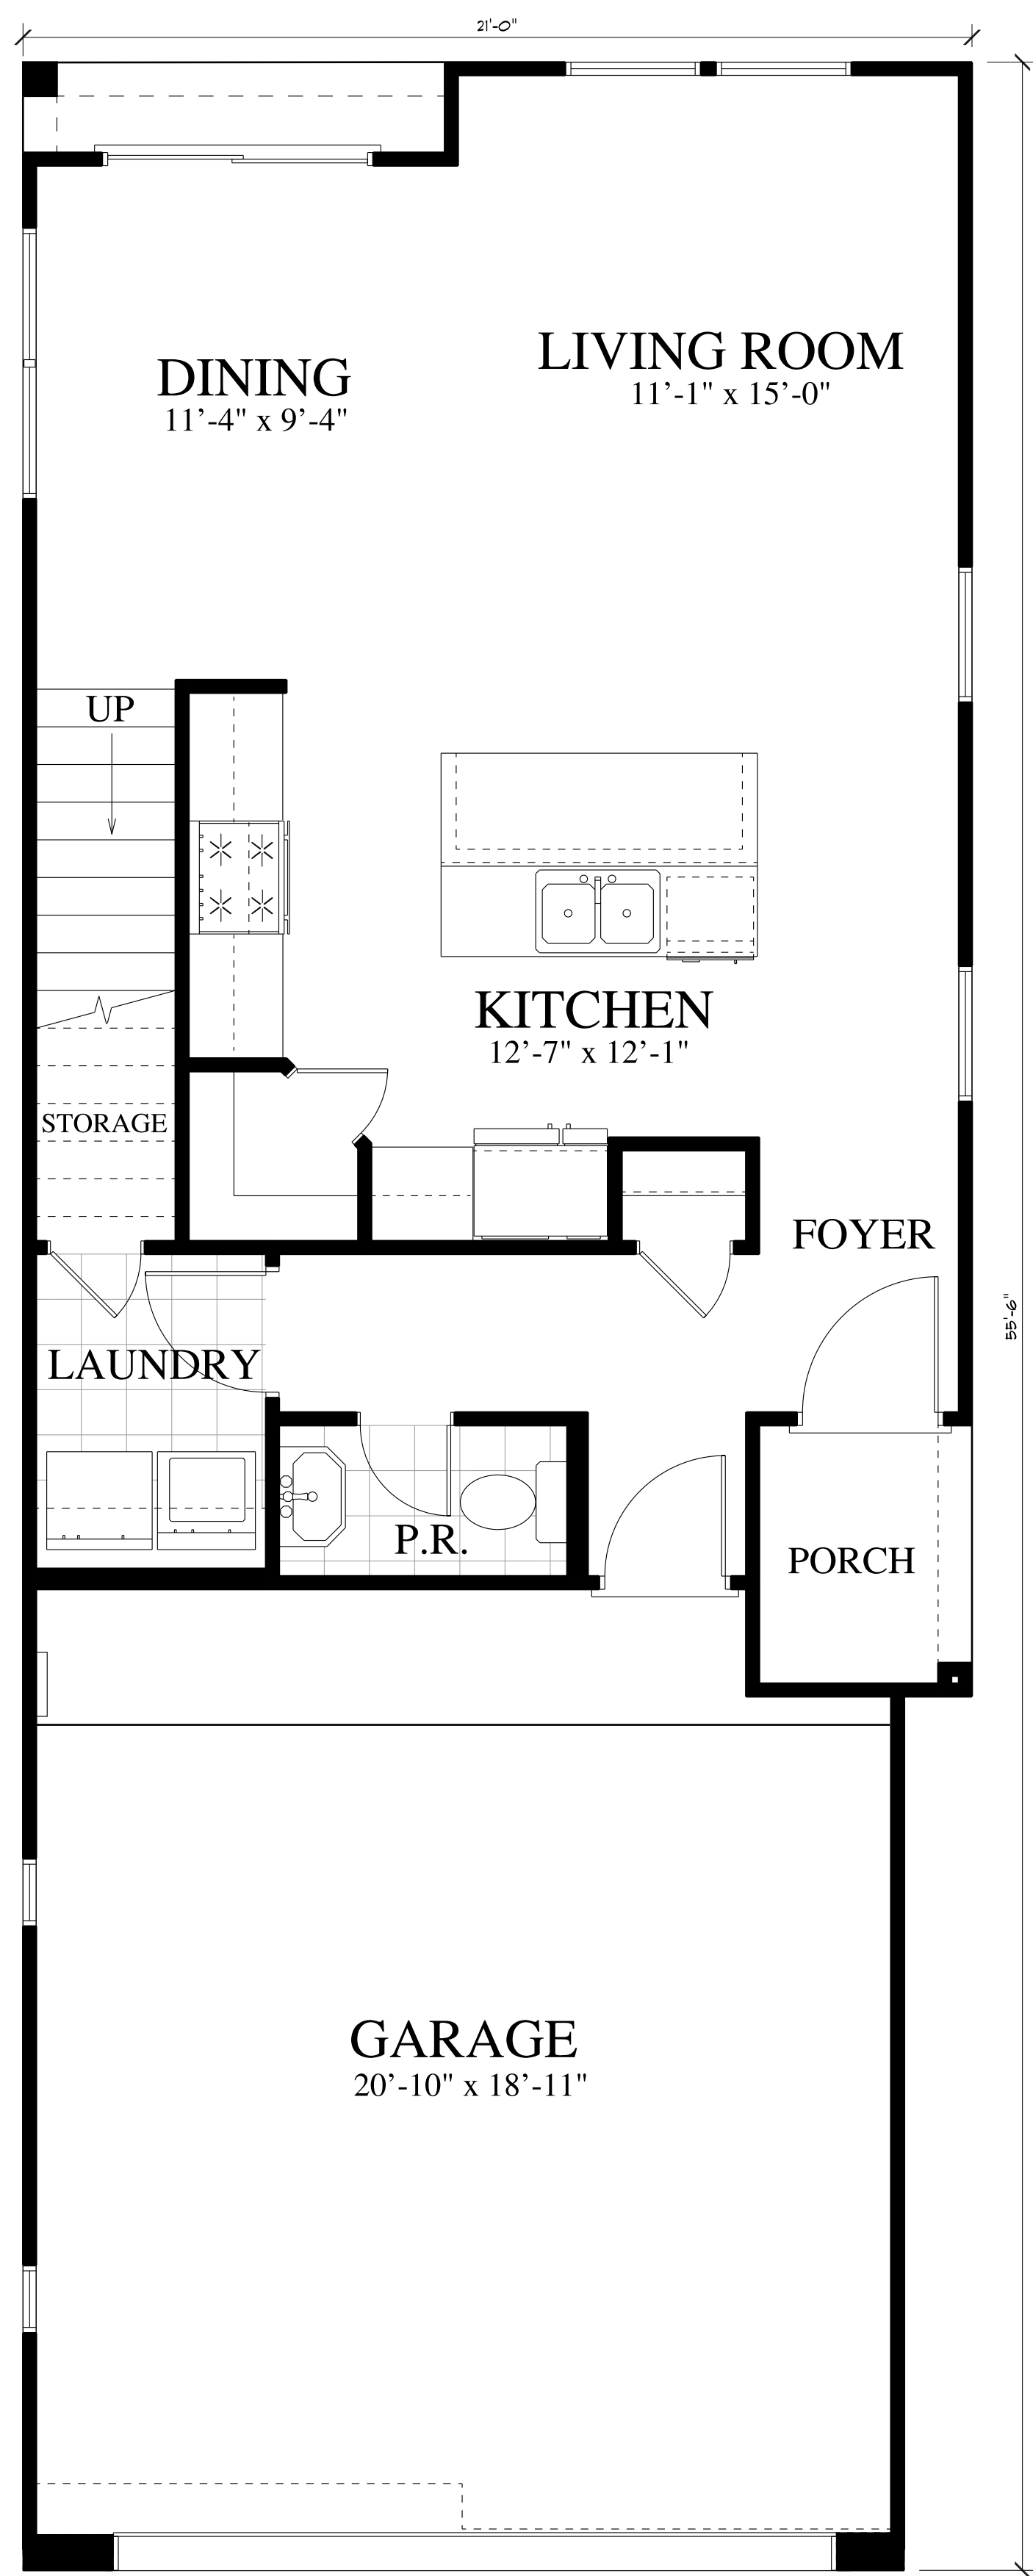 21'-0"
LIVING ROOM
11'-1" x 15'-0"
DINING
11'-4" x 9'-4"
UP
KITCHEN
12'-7" x 12'-1"
STORAGE
FOYER
55'-6"
LAUNDRY
P.R.
PORCH
GARAGE
20'-10" x 18'-11"